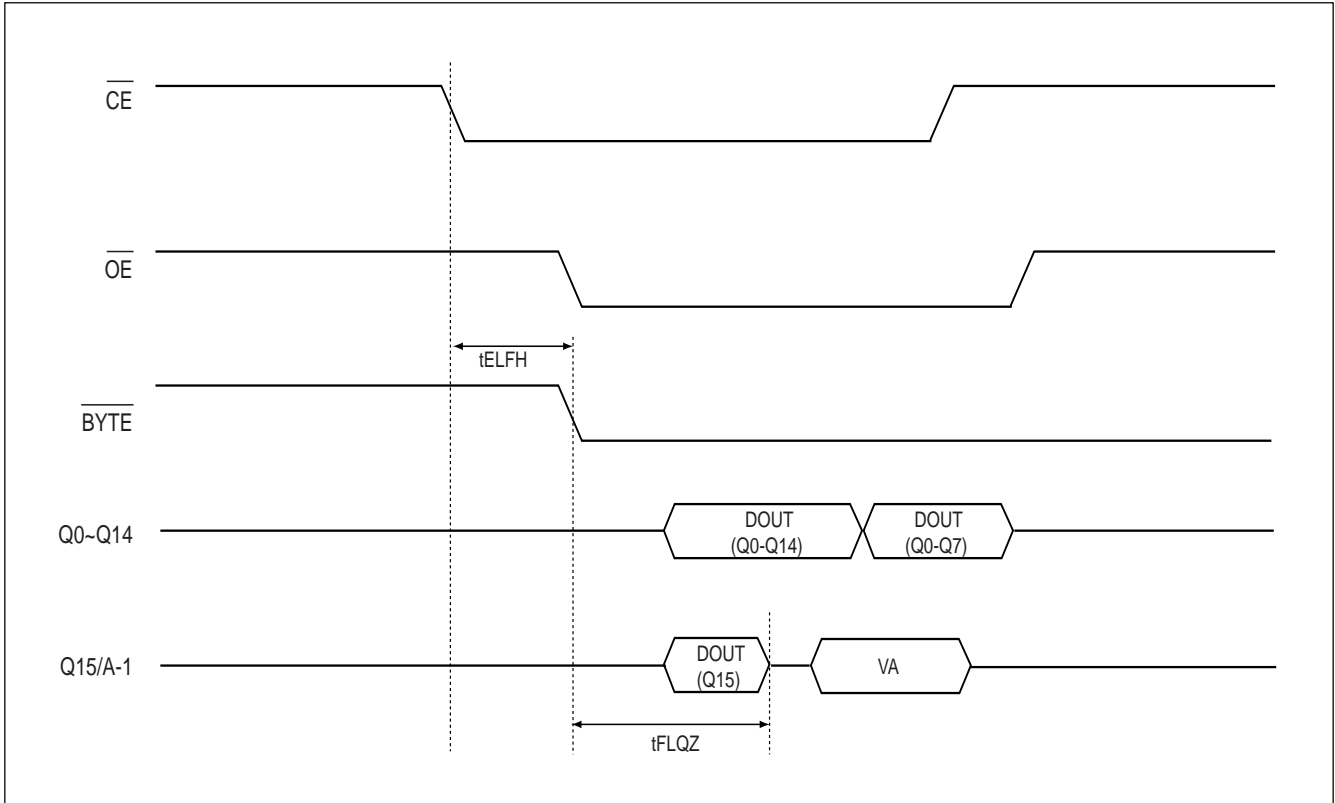 CE
OE
tELFH
BYTE
Q0~Q14
DOUT
(Q0-Q14)
DOUT
(Q0-Q7)
Q15/A-1
DOUT
(Q15)
VA
tFLQZ